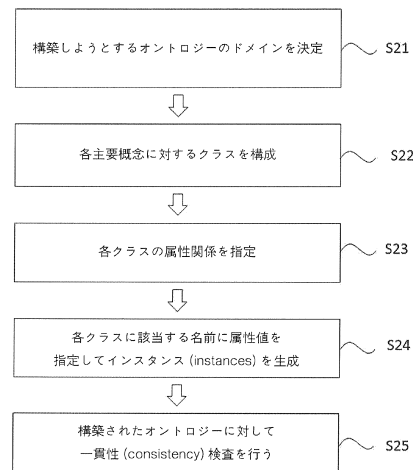 構築しようとするオントロジーのドメインを決定
S21
各主要概念に対するクラスを構成
S22
各クラスの属性関係を指定
S23
各クラスに該当する名前に属性値を
指定してインスタンス(instances)を生成
S24
構築されたオントロジーに対して
一貫性(consistency)検査を行う
S25